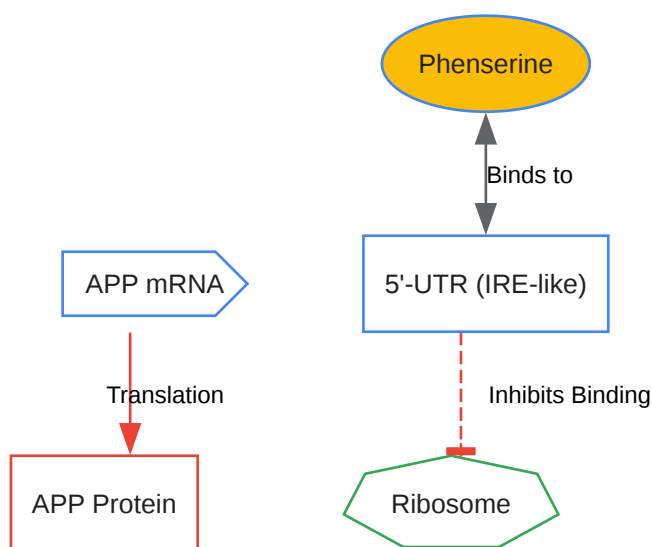 Phenserine
Binds to
APP mRNA
5'-UTR (IRE-like)
Translation
Inhibits Binding
APP Protein
Ribosome